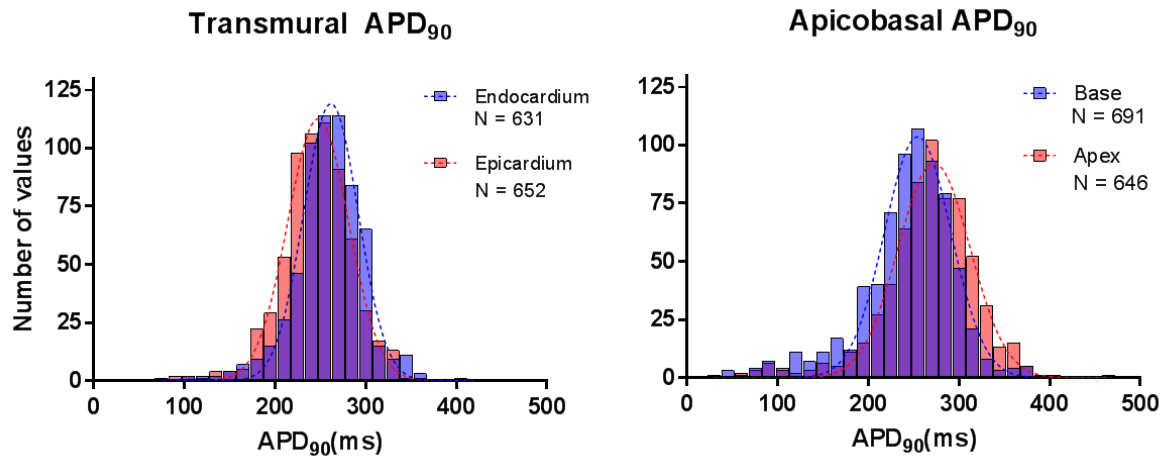 Transmural APD90
Number of values
125
100
75
50
25
0
0 100 200 300 400 500
APD90(ms)
Endocardium
N = 631
Epicardium
N = 652
Apicobasal APD90
125
100
75
50
25
0
0 100 200 300 400 500
APD90(ms)
Base
N = 691
Apex
N = 646